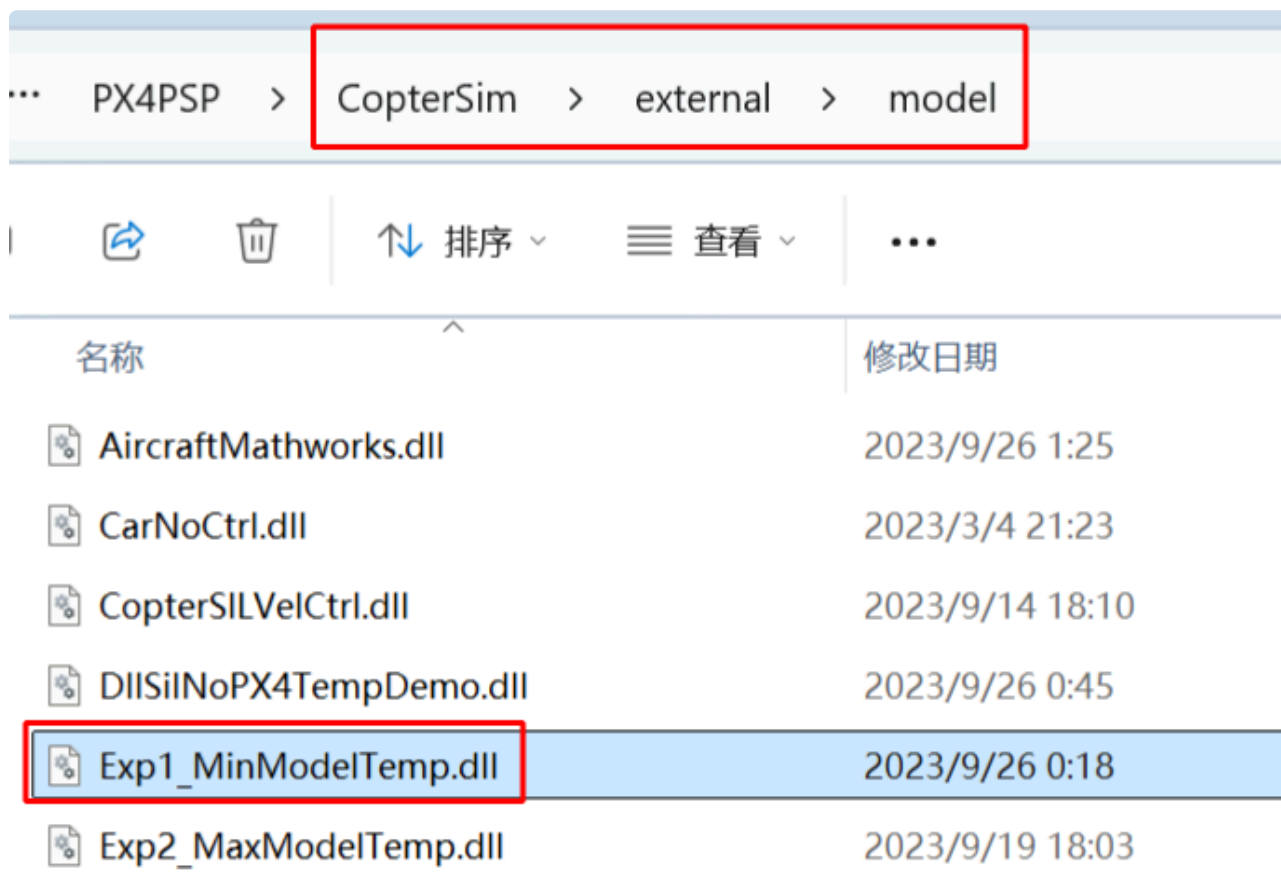 ··· PX4PSP > CopterSim > external > model
排序 查看 ···
名称 修改日期
AircraftMathworks.dll 2023/9/26 1:25
CarNoCtrl.dll 2023/3/4 21:23
CopterSILVelCtrl.dll 2023/9/14 18:10
DllSilNoPX4TempDemo.dll 2023/9/26 0:45
Exp1_MinModelTemp.dll 2023/9/26 0:18
Exp2_MaxModelTemp.dll 2023/9/19 18:03